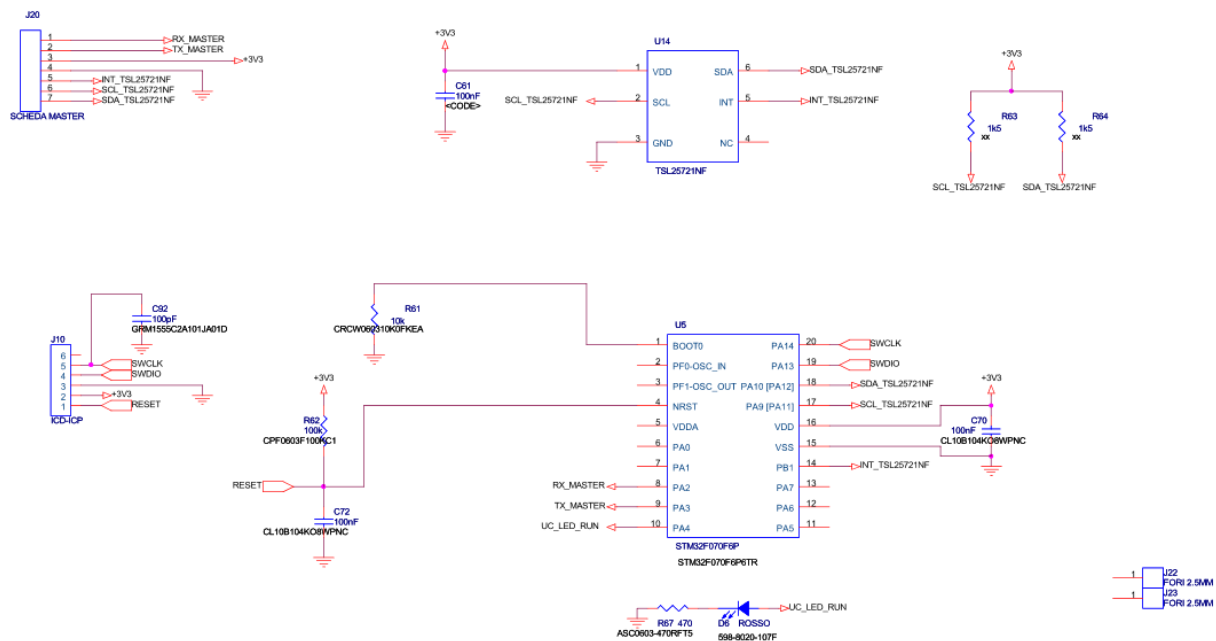 J20
1 RX_MASTER
2 TX_MASTER
3 +3V3
4
5 INT_TSL25721NF
6 SCL_TSL25721NF
7 SDA_TSL25721NF
SCHEDA MASTER
+3V3
C61
100nF
<CODE>
U14
1 VDD SDA 6 SDA_TSL25721NF
SCL_TSL25721NF 2 SCL INT 5 INT_TSL25721NF
3 GND NC 4
TSL25721NF
+3V3
R63
1k5
xx
R64
1k5
xx
SCL_TSL25721NF
SDA_TSL25721NF
C92
100pF
GRM1555C2A101JA01D
J10
6
5 SWCLK
4 SWDIO
3
2 +3V3
1 RESET
ICD-ICP
R61
10k
CRCW060310K0FKEA
+3V3
R62
100k
CPF0603F100KC1
RESET
C72
100nF
CL10B104KO8WPNC
U5
1 BOOT0 PA14 20 SWCLK
2 PF0-OSC_IN PA13 19 SWDIO
3 PF1-OSC_OUT PA10 [PA12] 18 SDA_TSL25721NF
4 NRST PA9 [PA11] 17 SCL_TSL25721NF
5 VDDA VDD 16
6 PA0 VSS 15
7 PA1 PB1 14 INT_TSL25721NF
RX_MASTER 8 PA2 PA7 13
TX_MASTER 9 PA3 PA6 12
UC_LED_RUN 10 PA4 PA5 11
STM32F070F6P
STM32F070F6P6TR
+3V3
C70
100nF
CL10B104KO8WPNC
R67 470
ASC0603-470RFT5
D6 ROSSO
598-8020-107F
UC_LED_RUN
1 J22
FORI 2.5MM
1 J23
FORI 2.5MM